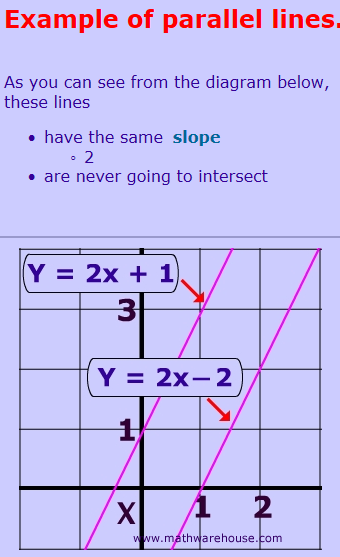 Example of parallel lines.
As you can see from the diagram below,
these lines
• have the same slope
◦ 2
• are never going to intersect
Y = 2x + 1
3
Y = 2x – 2
1
X 1 2
www.mathwarehouse.com